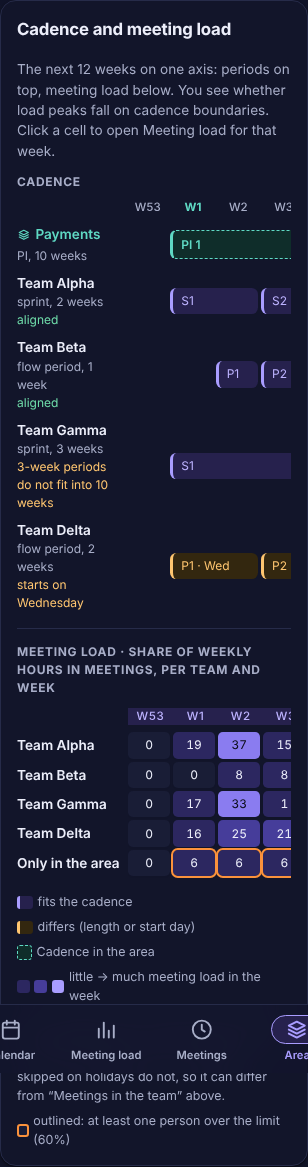 Cadence and meeting load
The next 12 weeks on one axis: periods on
top, meeting load below. You see whether
load peaks fall on cadence boundaries.
Click a cell to open Meeting load for that
week.
CADENCE
W53 W1 W2 W3
Payments
PI, 10 weeks
PI 1
Team Alpha
sprint, 2 weeks
aligned
S1 S2
Team Beta
flow period, 1
week
aligned
P1 P2
Team Gamma
sprint, 3 weeks
3-week periods
do not fit into 10
weeks
S1
Team Delta
flow period, 2
weeks
starts on
Wednesday
P1 · Wed P2
MEETING LOAD · SHARE OF WEEKLY
HOURS IN MEETINGS, PER TEAM AND
WEEK
W53 W1 W2 W3
Team Alpha 0 19 37 15
Team Beta 0 0 8 8
Team Gamma 0 17 33 1
Team Delta 0 16 25 21
Only in the area 0 6 6 6
fits the cadence
differs (length or start day)
Cadence in the area
little → much meeting load in the
week
lendar Meeting load Meetings Area
skipped on holidays do not, so it can differ
from “Meetings in the team” above.
outlined: at least one person over the limit
(60%)